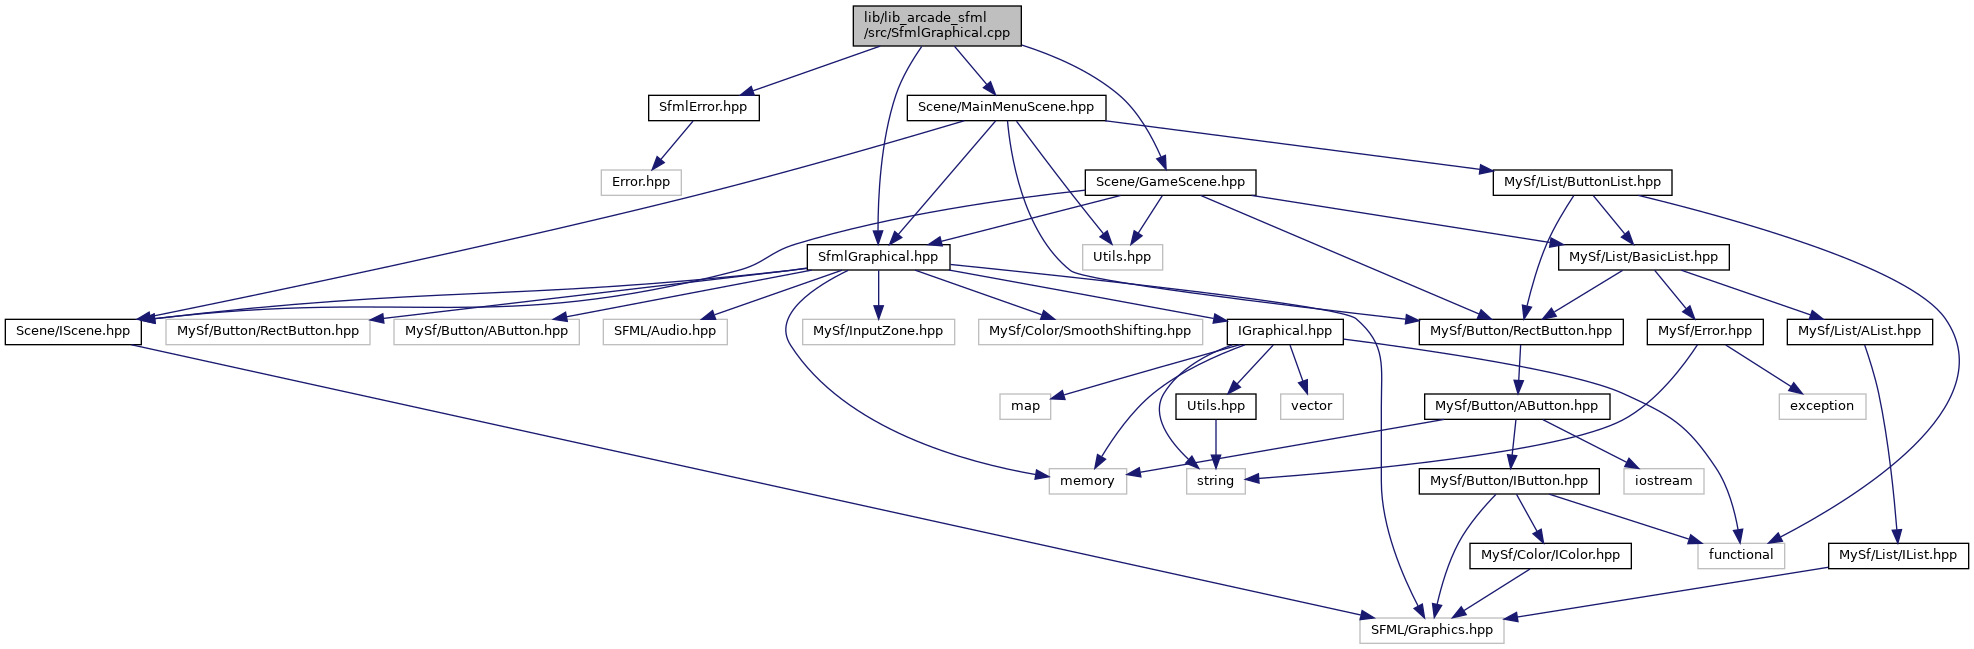 lib/lib_arcade_sfml
/src/SfmlGraphical.cpp
SfmlError.hpp
Scene/MainMenuScene.hpp
Error.hpp
Scene/GameScene.hpp
MySf/List/ButtonList.hpp
SfmlGraphical.hpp
Utils.hpp
MySf/List/BasicList.hpp
Scene/IScene.hpp
MySf/Button/RectButton.hpp
MySf/Button/AButton.hpp
SFML/Audio.hpp
MySf/InputZone.hpp
MySf/Color/SmoothShifting.hpp
IGraphical.hpp
MySf/Button/RectButton.hpp
MySf/Error.hpp
MySf/List/AList.hpp
map
Utils.hpp
vector
MySf/Button/AButton.hpp
exception
memory
string
MySf/Button/IButton.hpp
iostream
MySf/Color/IColor.hpp
functional
MySf/List/IList.hpp
SFML/Graphics.hpp